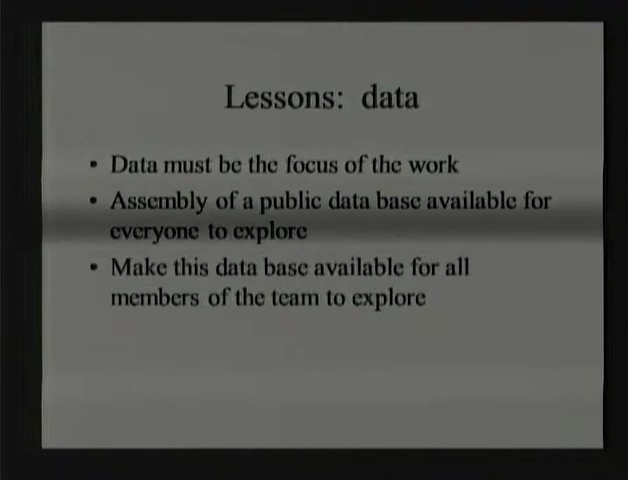 Lessons: data
• Data must be the focus of the work
• Assembly of a public data base available for
everyone to explore
• Make this data base available for all
members of the team to explore